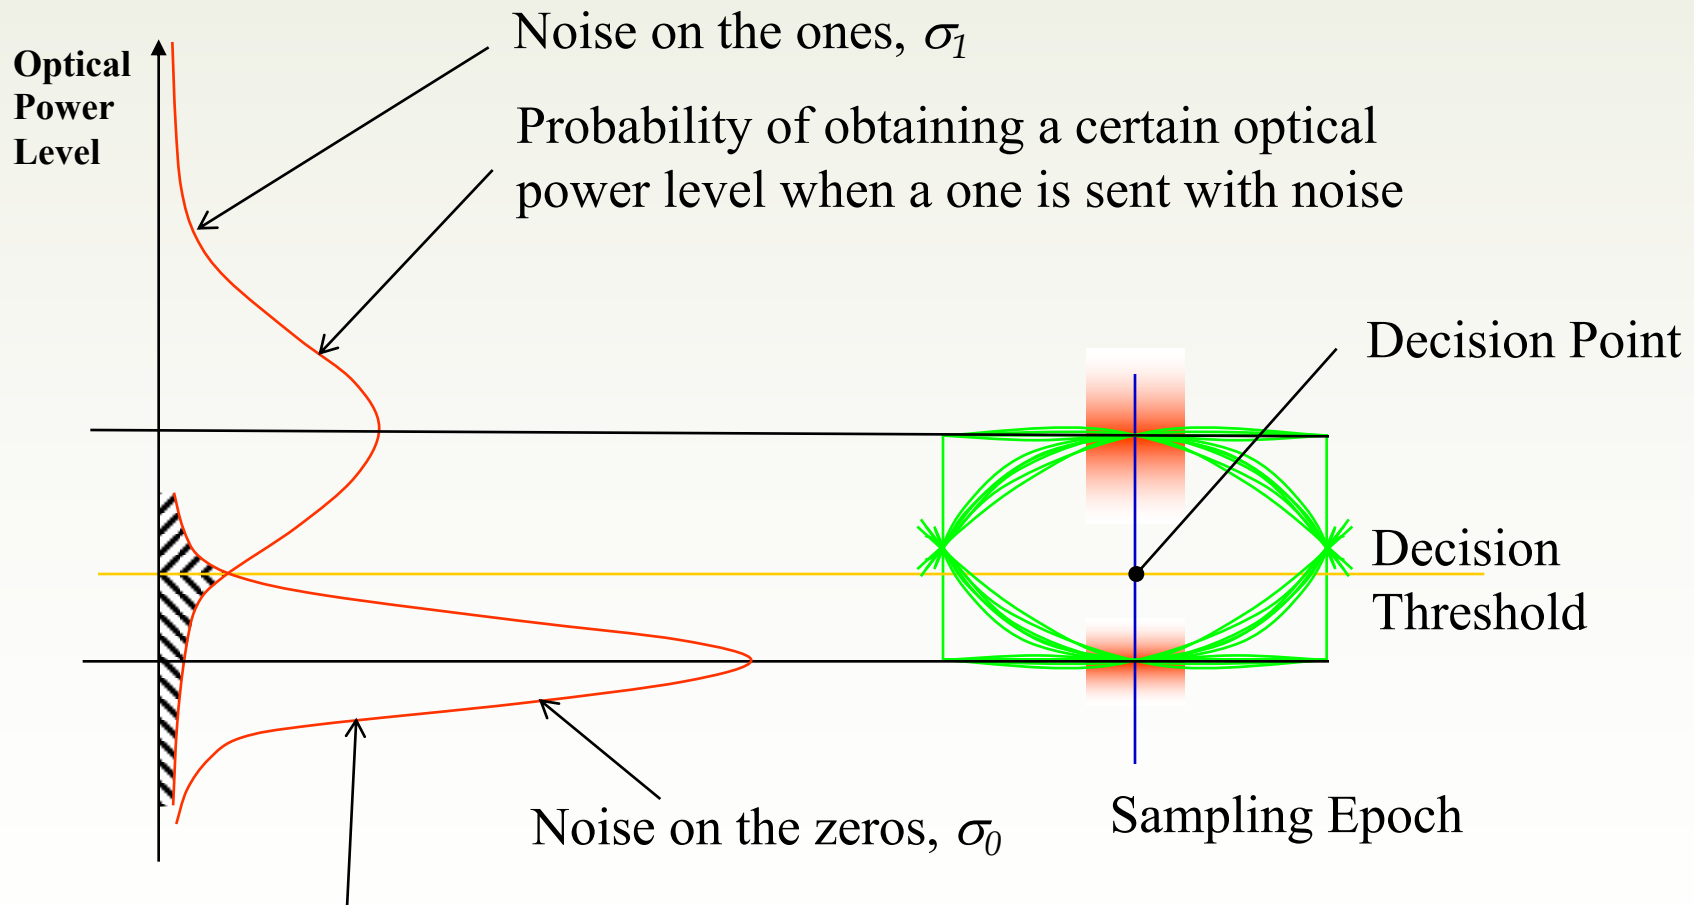 Noise on the ones, σ1
Optical
Power
Level
Probability of obtaining a certain optical
power level when a one is sent with noise
Decision Point
Decision
Threshold
Noise on the zeros, σ0
Sampling Epoch